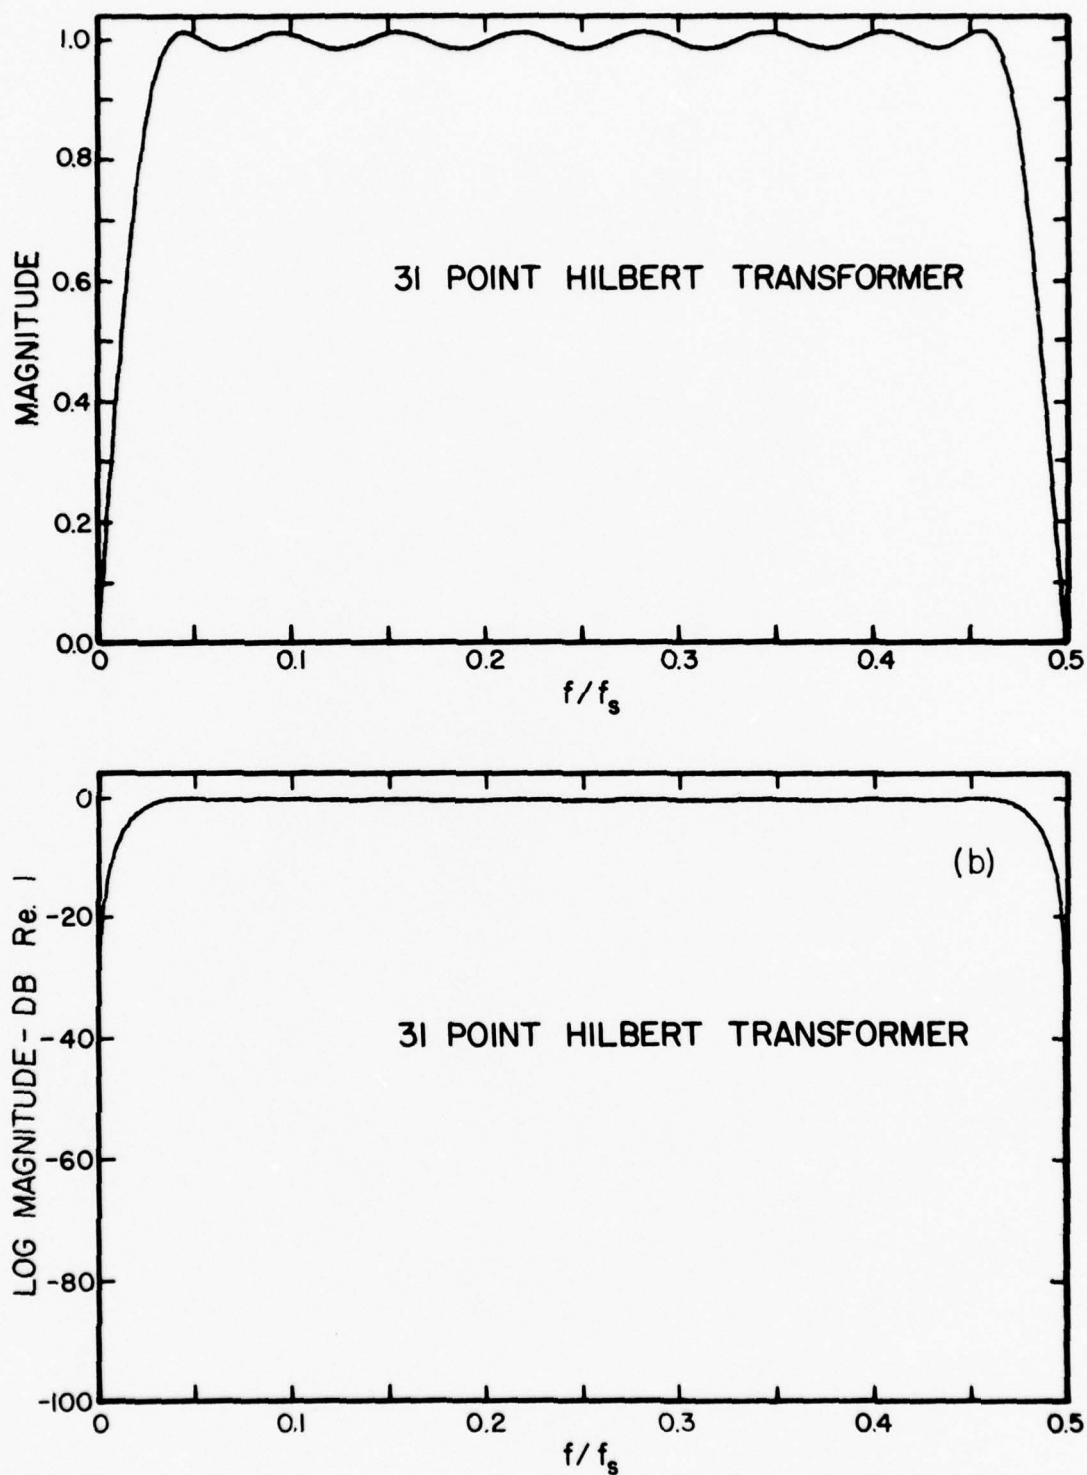 MAGNITUDE
1.0
0.8
0.6
0.4
0.2
0.0
31 POINT HILBERT TRANSFORMER
0 0.1 0.2 0.3 0.4 0.5
f/fs
LOG MAGNITUDE - DB Re. 1
0
-20
-40
-60
-80
-100
(b)
31 POINT HILBERT TRANSFORMER
0 0.1 0.2 0.3 0.4 0.5
f/fs